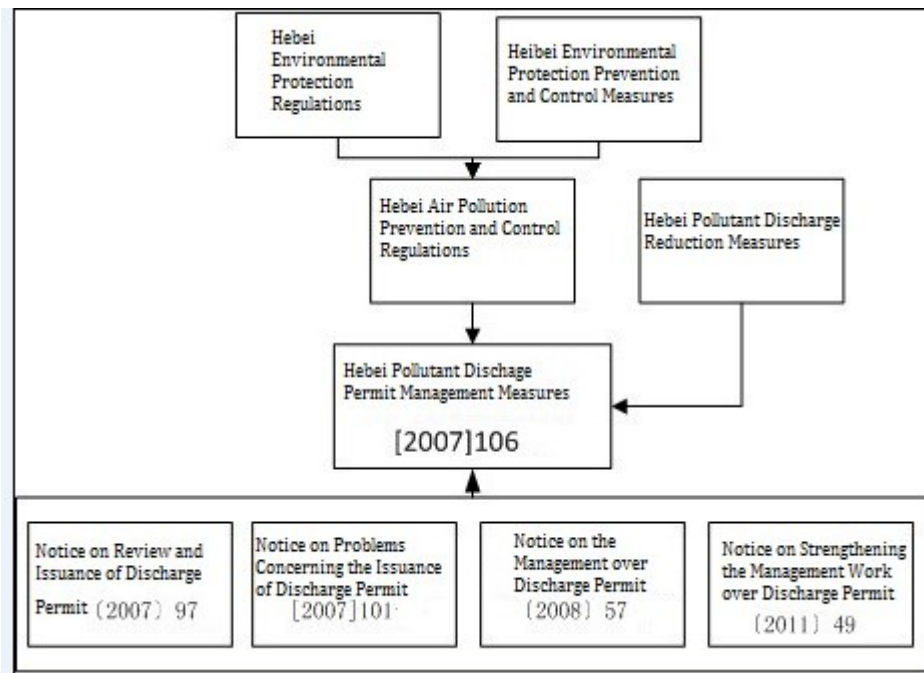 Hebei
Environmental
Protection
Regulations
Heibei Environmental
Protection Prevention
and Control Measures
Hebei Air Pollution
Prevention and Control
Regulations
Hebei Pollutant Discharge
Reduction Measures
Hebei Pollutant Dischage
Permit Management Measures
[2007]106
Notice on Review and
Issuance of Discharge
Permit〔2007〕97
Notice on Problems
Concerning the Issuance
of Discharge Permit
[2007]101
Notice on the
Management over
Discharge Permit
〔2008〕57
Notice on Strengthening
the Management Work
over Discharge Permit
〔2011〕49